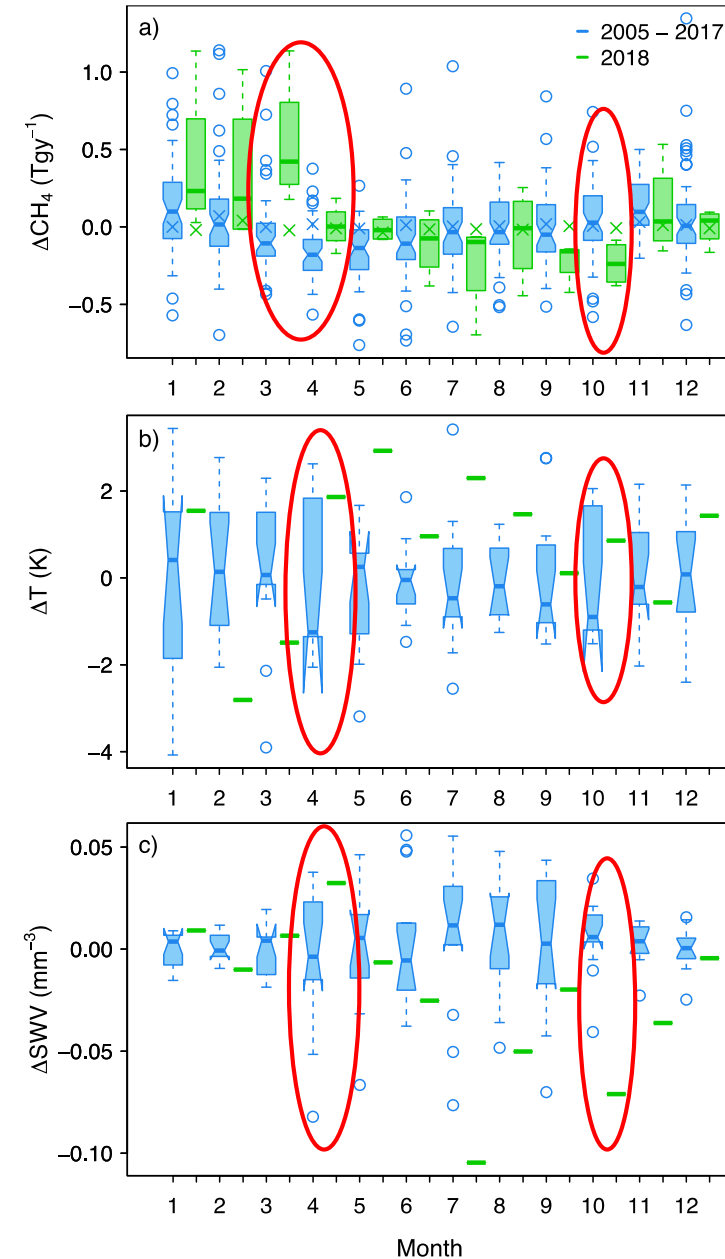 a)
2005 − 2017
2018
ΔCH₄ (Tgy⁻¹)
1.0
0.5
0.0
−0.5
1 2 3 4 5 6 7 8 9 10 11 12
b)
ΔT (K)
2
0
−2
−4
1 2 3 4 5 6 7 8 9 10 11 12
c)
ΔSWV (mm⁻³)
0.05
0.00
−0.05
−0.10
1 2 3 4 5 6 7 8 9 10 11 12
Month